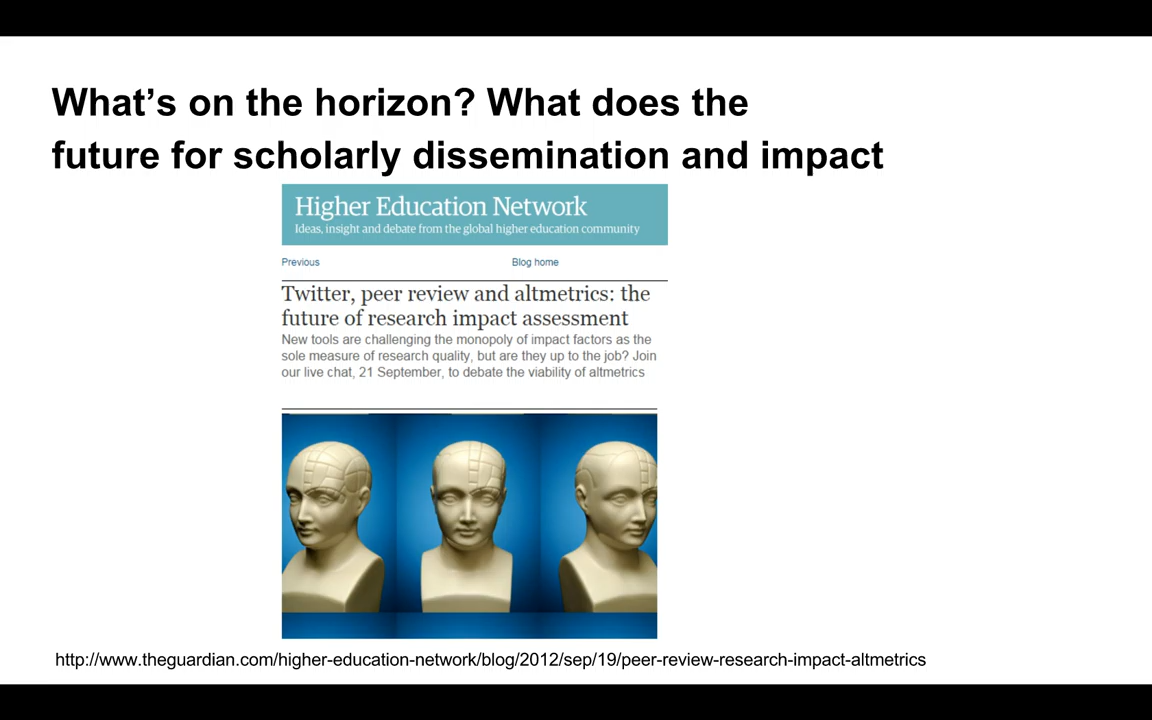 What’s on the horizon? What does the
future for scholarly dissemination and impact
Higher Education Network
Ideas, insight and debate from the global higher education community
Previous
Blog home
Twitter, peer review and altmetrics: the
future of research impact assessment
New tools are challenging the monopoly of impact factors as the
sole measure of research quality, but are they up to the job? Join
our live chat, 21 September, to debate the viability of altmetrics
http://www.theguardian.com/higher-education-network/blog/2012/sep/19/peer-review-research-impact-altmetrics